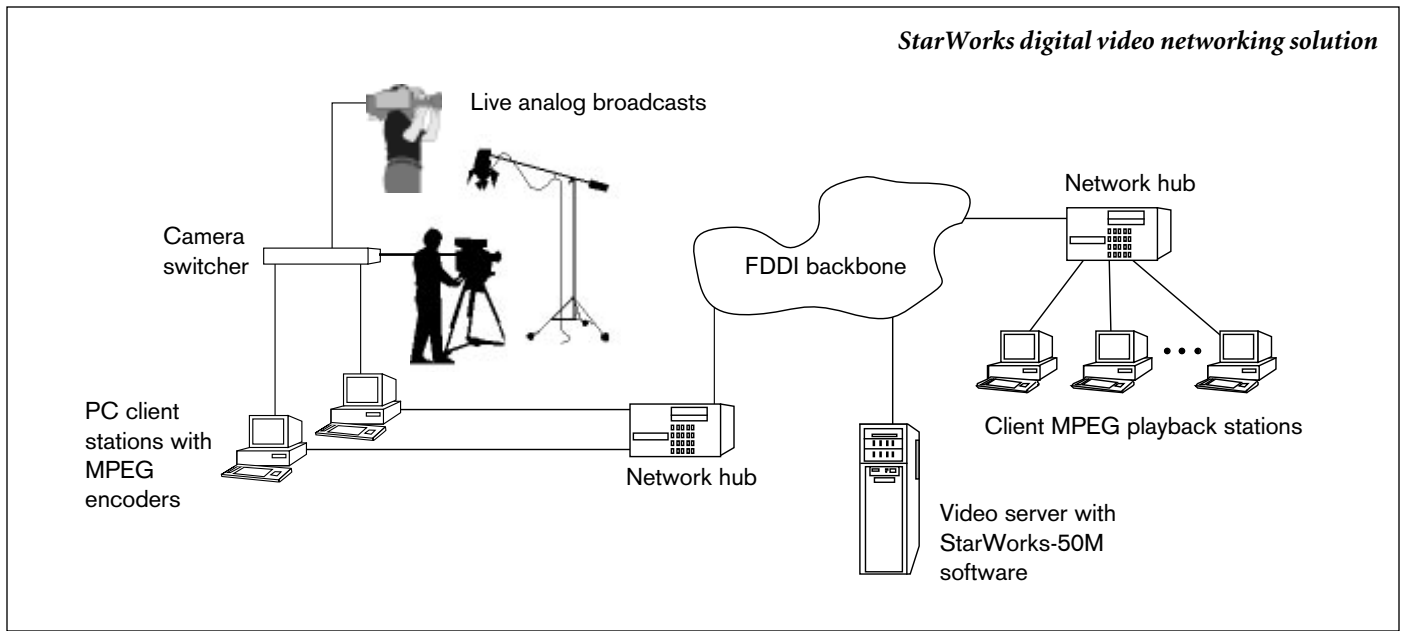 StarWorks digital video networking solution
Live analog broadcasts
Camera
switcher
Network hub
FDDI backbone
PC client
stations with
MPEG
encoders
Network hub
Client MPEG playback stations
Video server with
StarWorks-50M
software